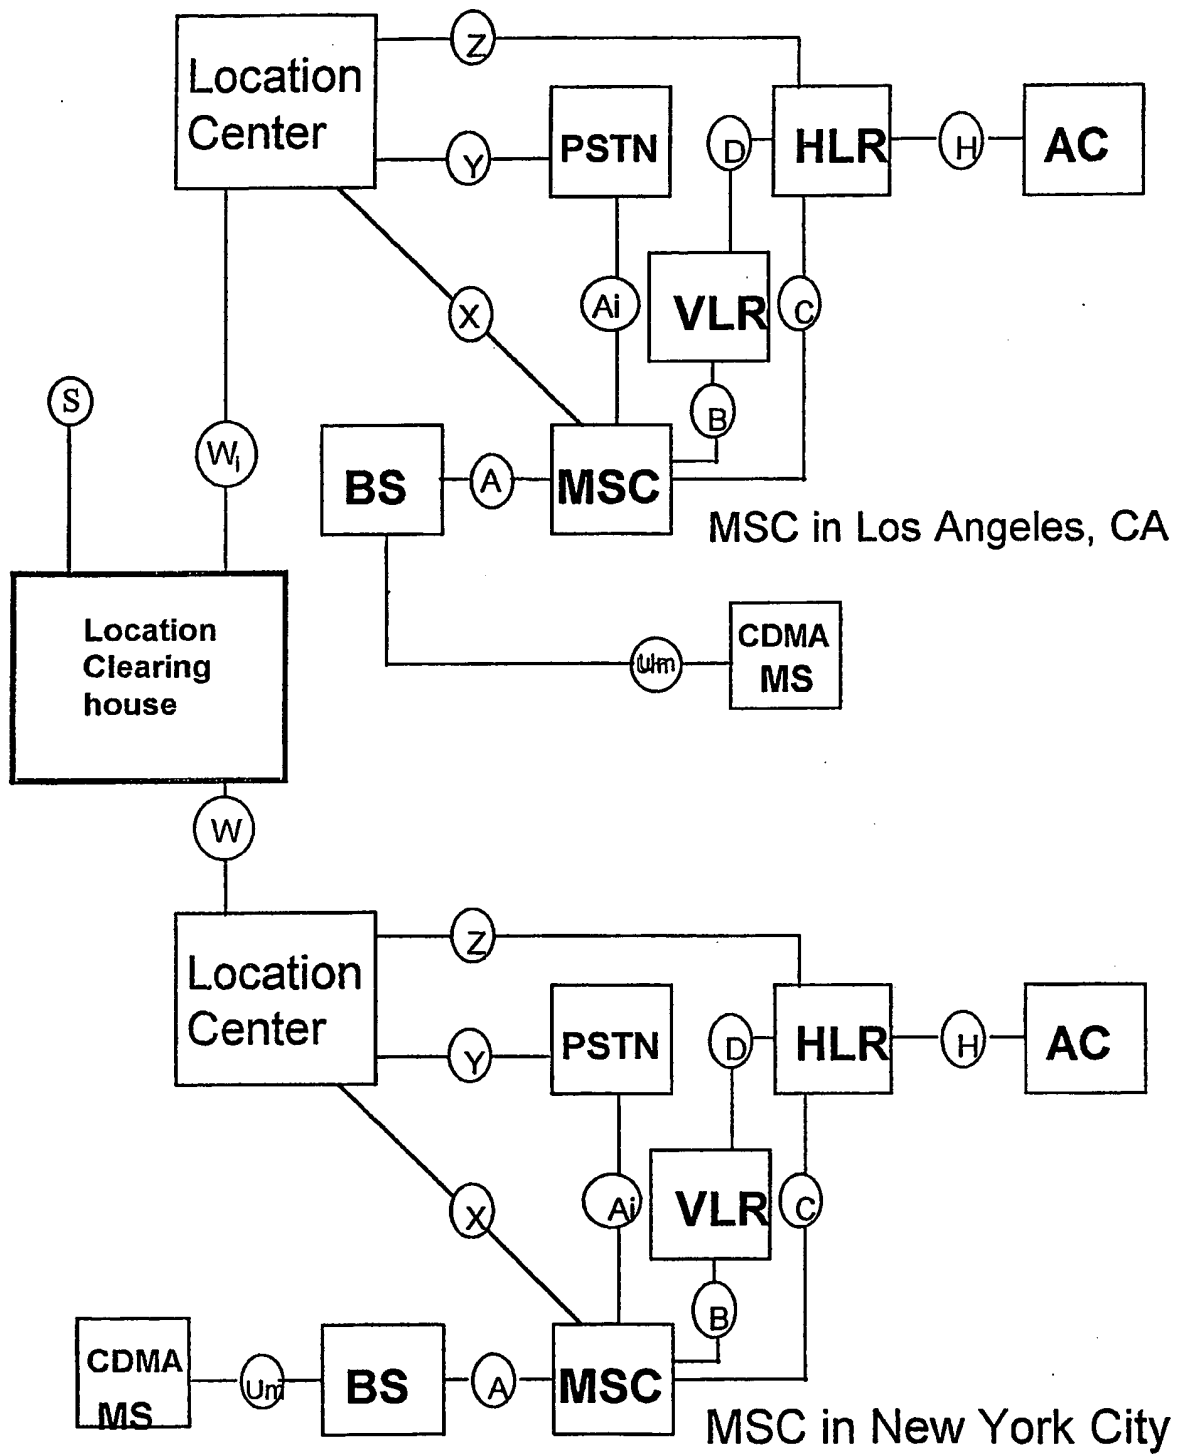 Z
Location
Center
PSTN
D
HLR
H
AC
Y
Ai
VLR
C
X
S
B
Wi
BS
A
MSC
MSC in Los Angeles, CA
Location
Clearing
house
Um
CDMA
MS
W
Z
Location
Center
PSTN
D
HLR
H
AC
Y
Ai
VLR
C
X
B
CDMA
MS
Um
BS
A
MSC
MSC in New York City